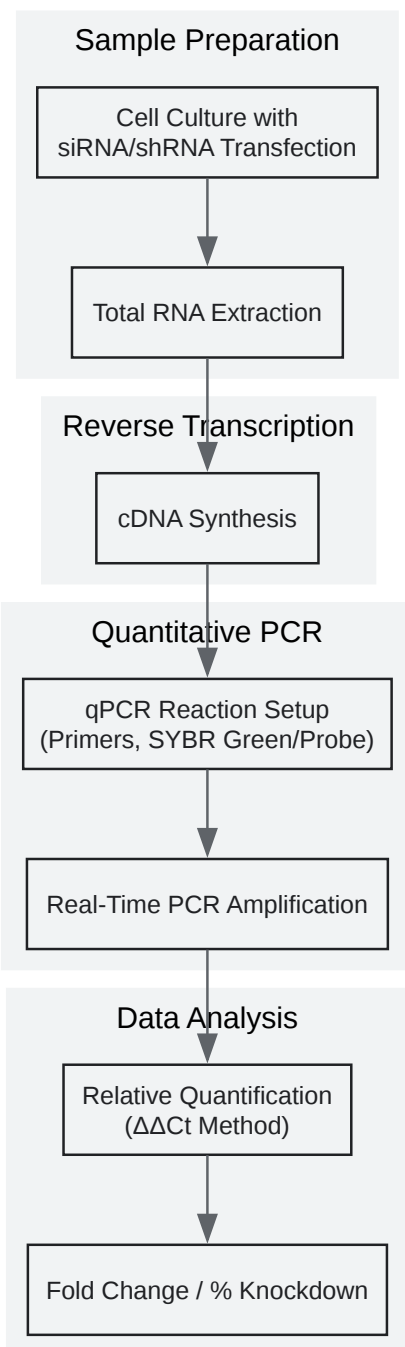 Sample Preparation
Cell Culture with
siRNA/shRNA Transfection
Total RNA Extraction
Reverse Transcription
cDNA Synthesis
Quantitative PCR
qPCR Reaction Setup
(Primers, SYBR Green/Probe)
Real-Time PCR Amplification
Data Analysis
Relative Quantification
(ΔΔCt Method)
Fold Change / % Knockdown